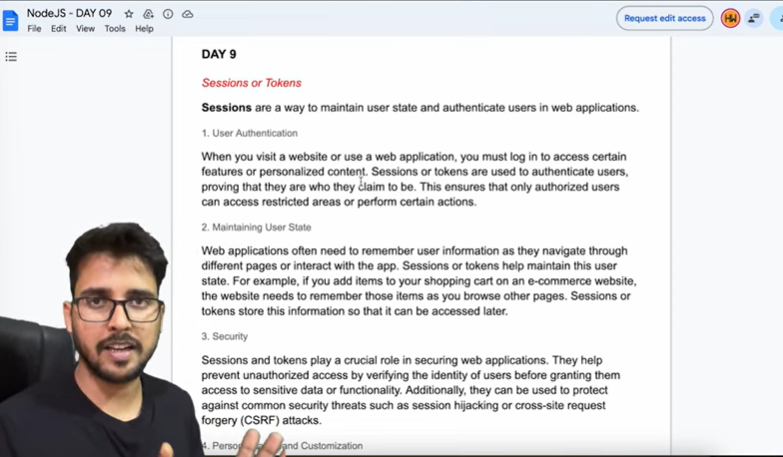 NodeJS - DAY 09
File Edit View Tools Help
Request edit access
HW
DAY 9
Sessions or Tokens
Sessions are a way to maintain user state and authenticate users in web applications.
1. User Authentication
When you visit a website or use a web application, you must log in to access certain
features or personalized content. Sessions or tokens are used to authenticate users,
proving that they are who they claim to be. This ensures that only authorized users
can access restricted areas or perform certain actions.
2. Maintaining User State
Web applications often need to remember user information as they navigate through
different pages or interact with the app. Sessions or tokens help maintain this user
state. For example, if you add items to your shopping cart on an e-commerce website,
the website needs to remember those items as you browse other pages. Sessions or
tokens store this information so that it can be accessed later.
3. Security
Sessions and tokens play a crucial role in securing web applications. They help
prevent unauthorized access by verifying the identity of users before granting them
access to sensitive data or functionality. Additionally, they can be used to protect
against common security threats such as session hijacking or cross-site request
forgery (CSRF) attacks.
4. and Customization